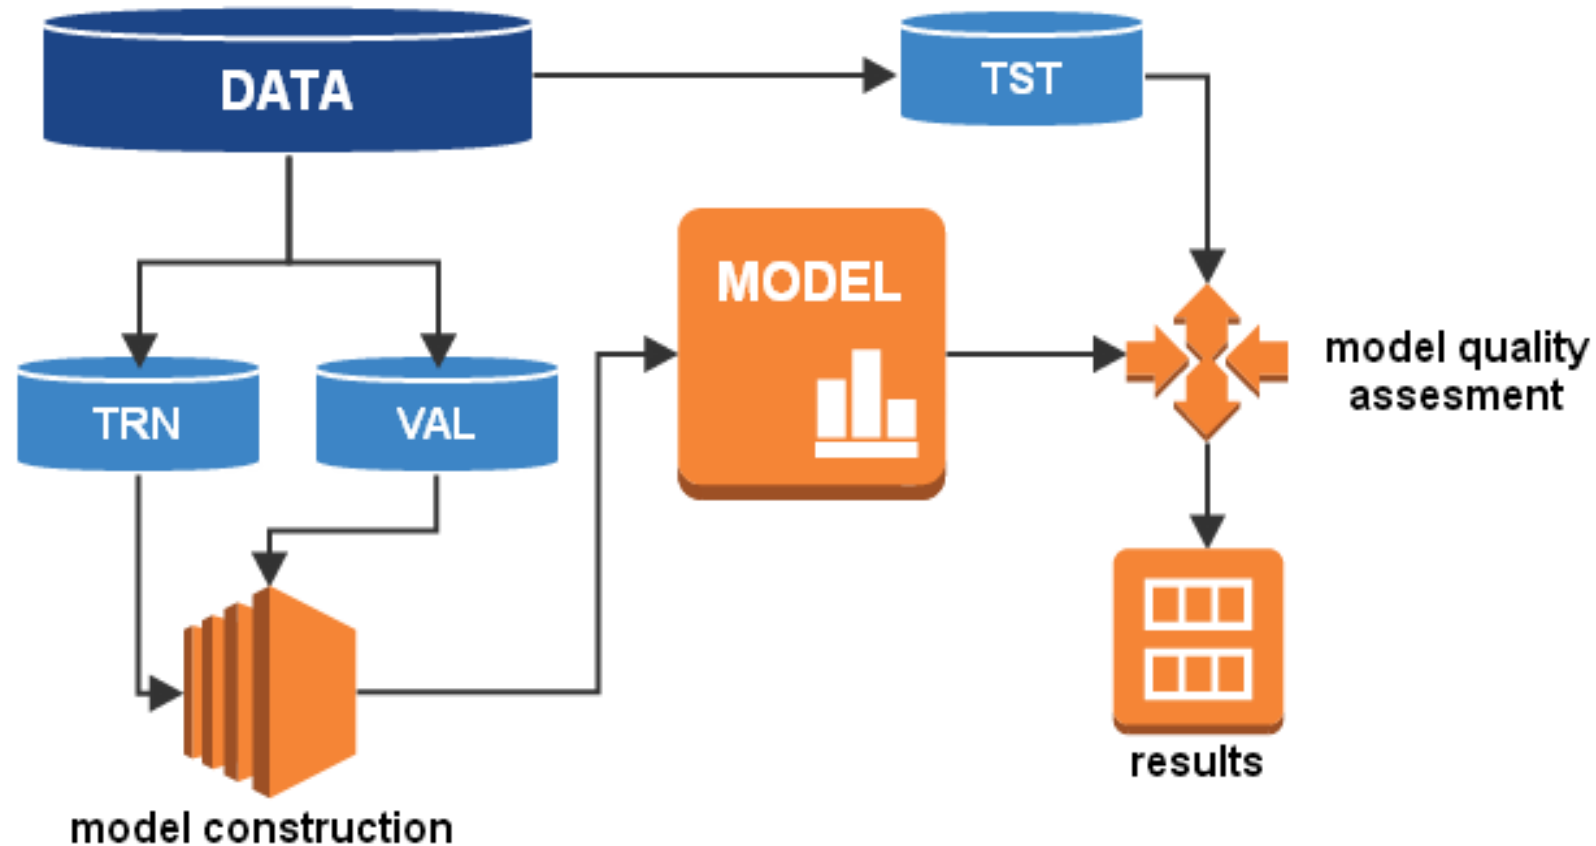 DATA
TST
MODEL
TRN
VAL
model quality
assesment
results
model construction